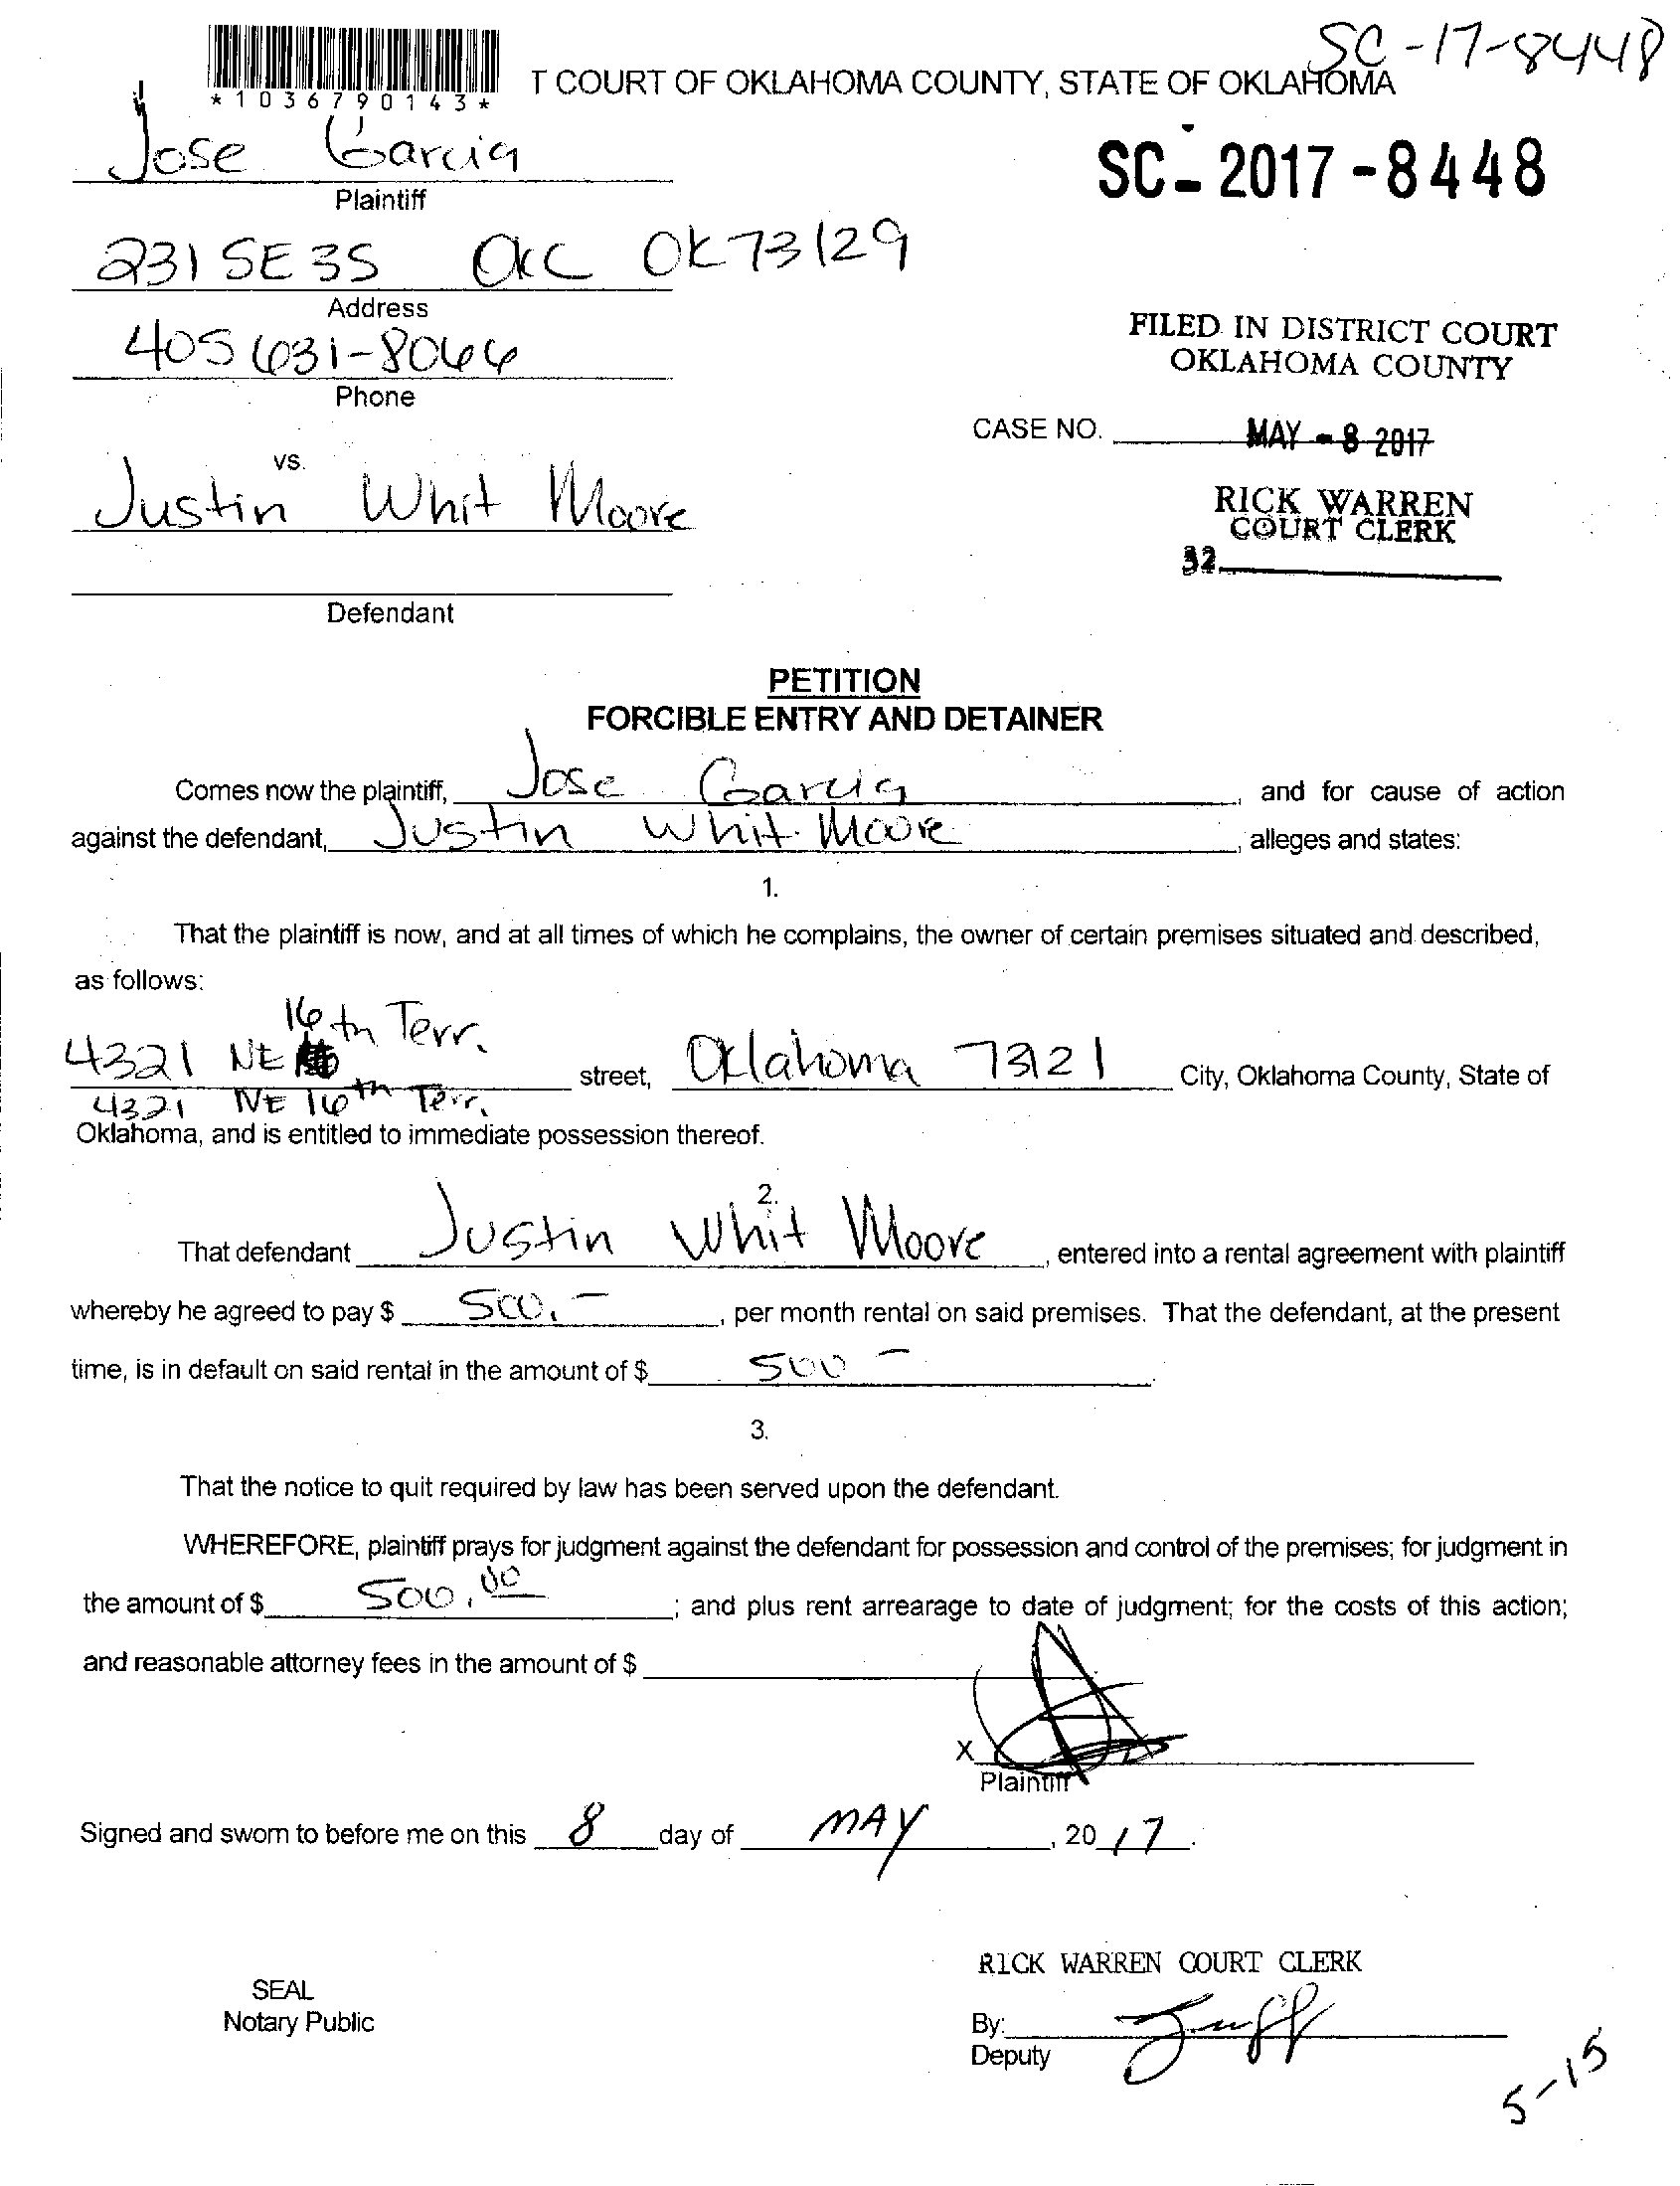 SC-17-8448
*1036790143*
T COURT OF OKLAHOMA COUNTY, STATE OF OKLAHOMA
Jose Garcia
Plaintiff
SC-2017-8448
231 SE 35 OKC OK 73129
Address
405 631-8066
Phone
FILED IN DISTRICT COURT
OKLAHOMA COUNTY
CASE NO. MAY - 8 2017
vs.
Justin Whit Moore
RICK WARREN
COURT CLERK
32
Defendant
PETITION
FORCIBLE ENTRY AND DETAINER
Comes now the plaintiff, Jose Garcia, and for cause of action
against the defendant, Justin Whit Moore, alleges and states:
1.
That the plaintiff is now, and at all times of which he complains, the owner of certain premises situated and described,
as follows:
16th Terr.
4321 NE street, Oklahoma 73121 City, Oklahoma County, State of
4321 NE 16th Terr.
Oklahoma, and is entitled to immediate possession thereof.
2.
That defendant Justin Whit Moore, entered into a rental agreement with plaintiff
whereby he agreed to pay $ 500.-, per month rental on said premises. That the defendant, at the present
time, is in default on said rental in the amount of $ 500 -.
3.
That the notice to quit required by law has been served upon the defendant.
WHEREFORE, plaintiff prays for judgment against the defendant for possession and control of the premises; for judgment in
the amount of $ 500.00; and plus rent arrearage to date of judgment; for the costs of this action;
and reasonable attorney fees in the amount of $
X
Plaintiff
Signed and sworn to before me on this 8 day of MAY, 2017.
RICK WARREN COURT CLERK
SEAL
Notary Public
By:
Deputy
5-15